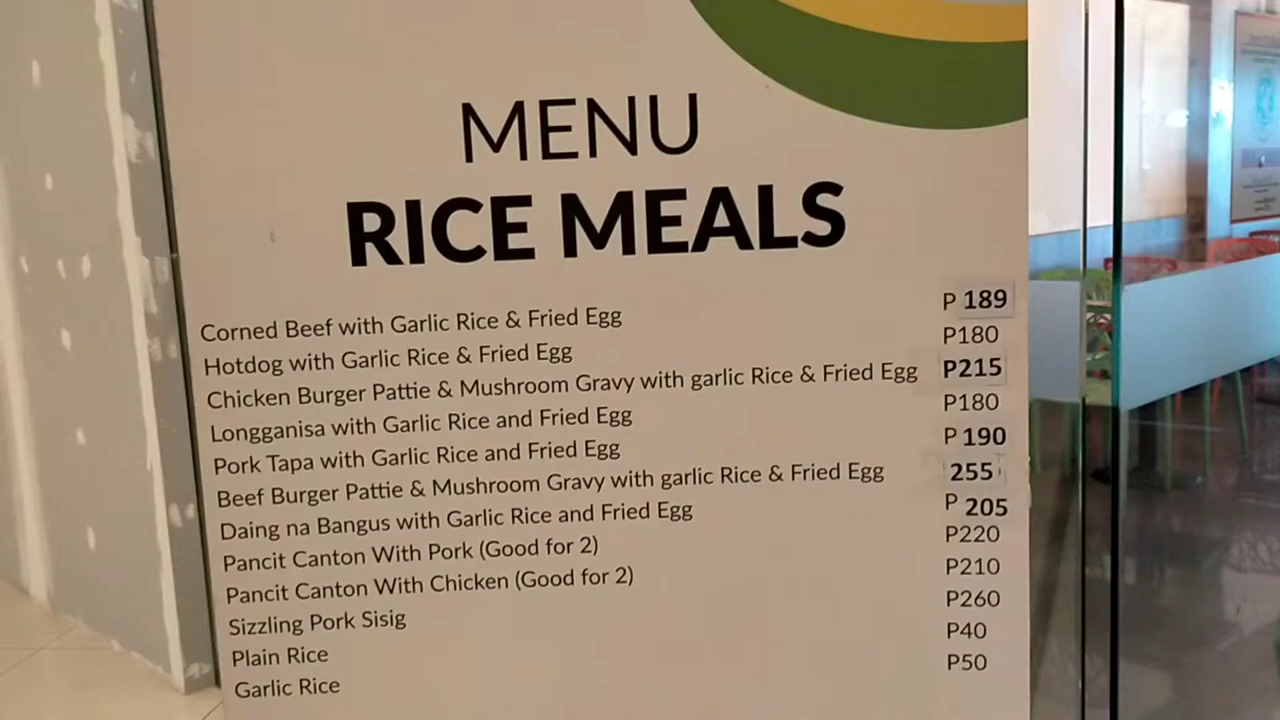 MENU
RICE MEALS
Corned Beef with Garlic Rice & Fried Egg P 189
Hotdog with Garlic Rice & Fried Egg P180
Chicken Burger Pattie & Mushroom Gravy with garlic Rice & Fried Egg P215
Longganisa with Garlic Rice and Fried Egg P180
Pork Tapa with Garlic Rice and Fried Egg P 190
Beef Burger Pattie & Mushroom Gravy with garlic Rice & Fried Egg 255
Daing na Bangus with Garlic Rice and Fried Egg P 205
Pancit Canton With Pork (Good for 2) P220
Pancit Canton With Chicken (Good for 2) P210
Sizzling Pork Sisig P260
Plain Rice P40
Garlic Rice P50